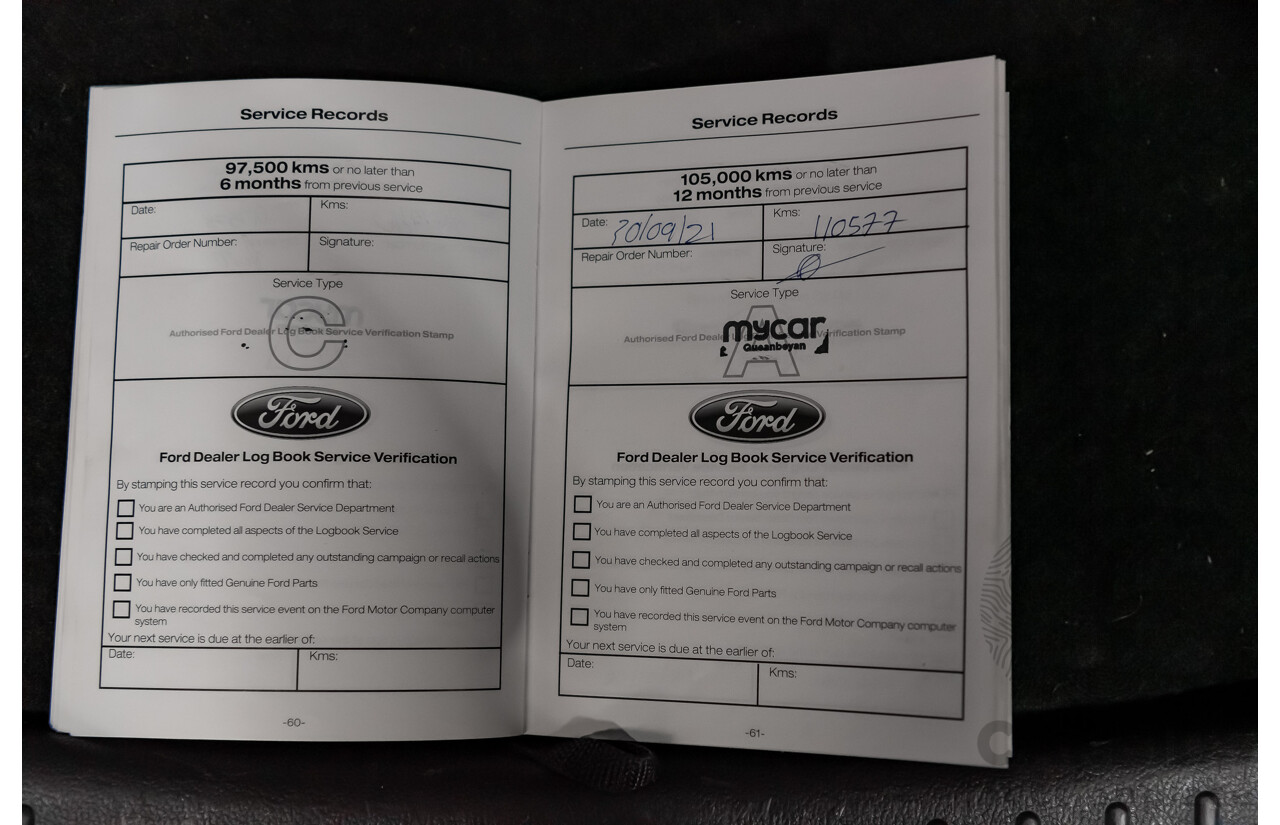 Service Records
97,500 kms or no later than
6 months from previous service
Date:
Kms:
Repair Order Number:
Signature:
Service Type
C
Authorised Ford Dealer Log Book Service Verification Stamp
Ford
Ford Dealer Log Book Service Verification
By stamping this service record you confirm that:
You are an Authorised Ford Dealer Service Department
You have completed all aspects of the Logbook Service
You have checked and completed any outstanding campaign or recall actions
You have only fitted Genuine Ford Parts
You have recorded this service event on the Ford Motor Company computer
system
Your next service is due at the earlier of:
Date:
Kms:
-60-
Service Records
105,000 kms or no later than
12 months from previous service
Date: 20/09/21
Kms: 110577
Repair Order Number:
Signature:
Service Type
A
Authorised Ford Dealer Verification Stamp
mycar
Queanbeyan
Ford
Ford Dealer Log Book Service Verification
By stamping this service record you confirm that:
You are an Authorised Ford Dealer Service Department
You have completed all aspects of the Logbook Service
You have checked and completed any outstanding campaign or recall actions
You have only fitted Genuine Ford Parts
You have recorded this service event on the Ford Motor Company computer
system
Your next service is due at the earlier of:
Date:
Kms:
-61-